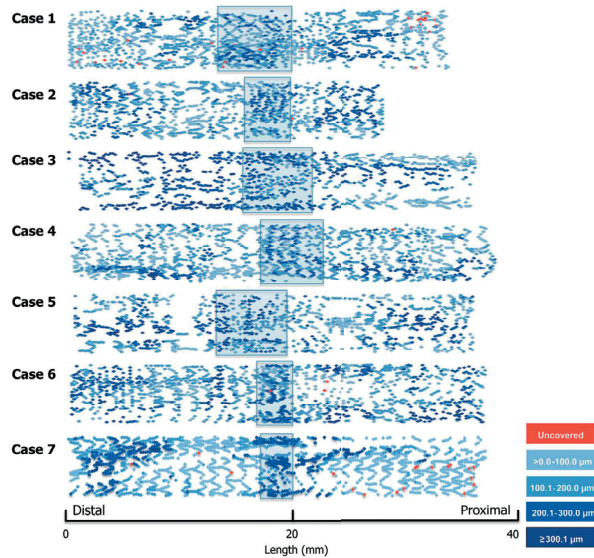 Case 1
Case 2
Case 3
Case 4
Case 5
Case 6
Case 7
Uncovered
>0.0-100.0 µm
100.1-200.0 µm
200.1-300.0 µm
≥300.1 µm
Distal
Proximal
0
20
40
Length (mm)